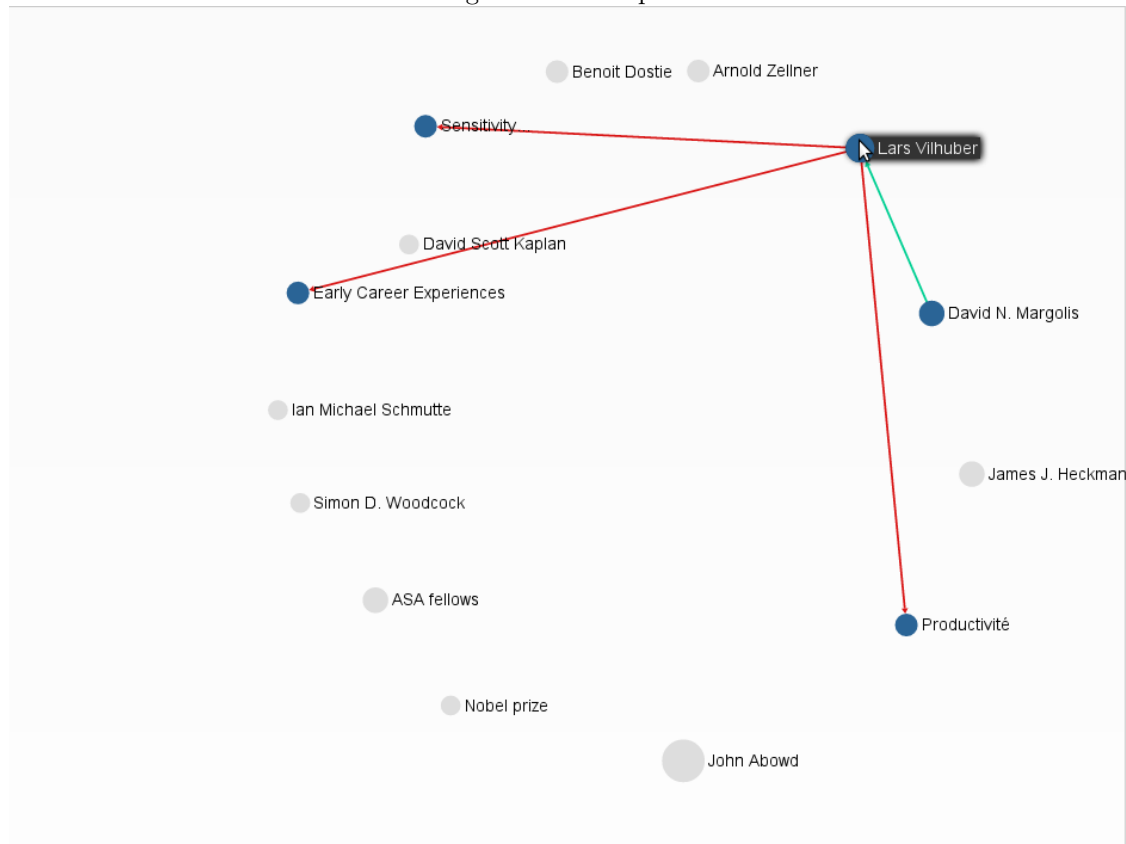 Benoit Dostie
Arnold Zellner
Sensitivity...
Lars Vilhuber
David Scott Kaplan
Early Career Experiences
David N. Margolis
Ian Michael Schmutte
James J. Heckman
Simon D. Woodcock
ASA fellows
Productivité
Nobel prize
John Abowd